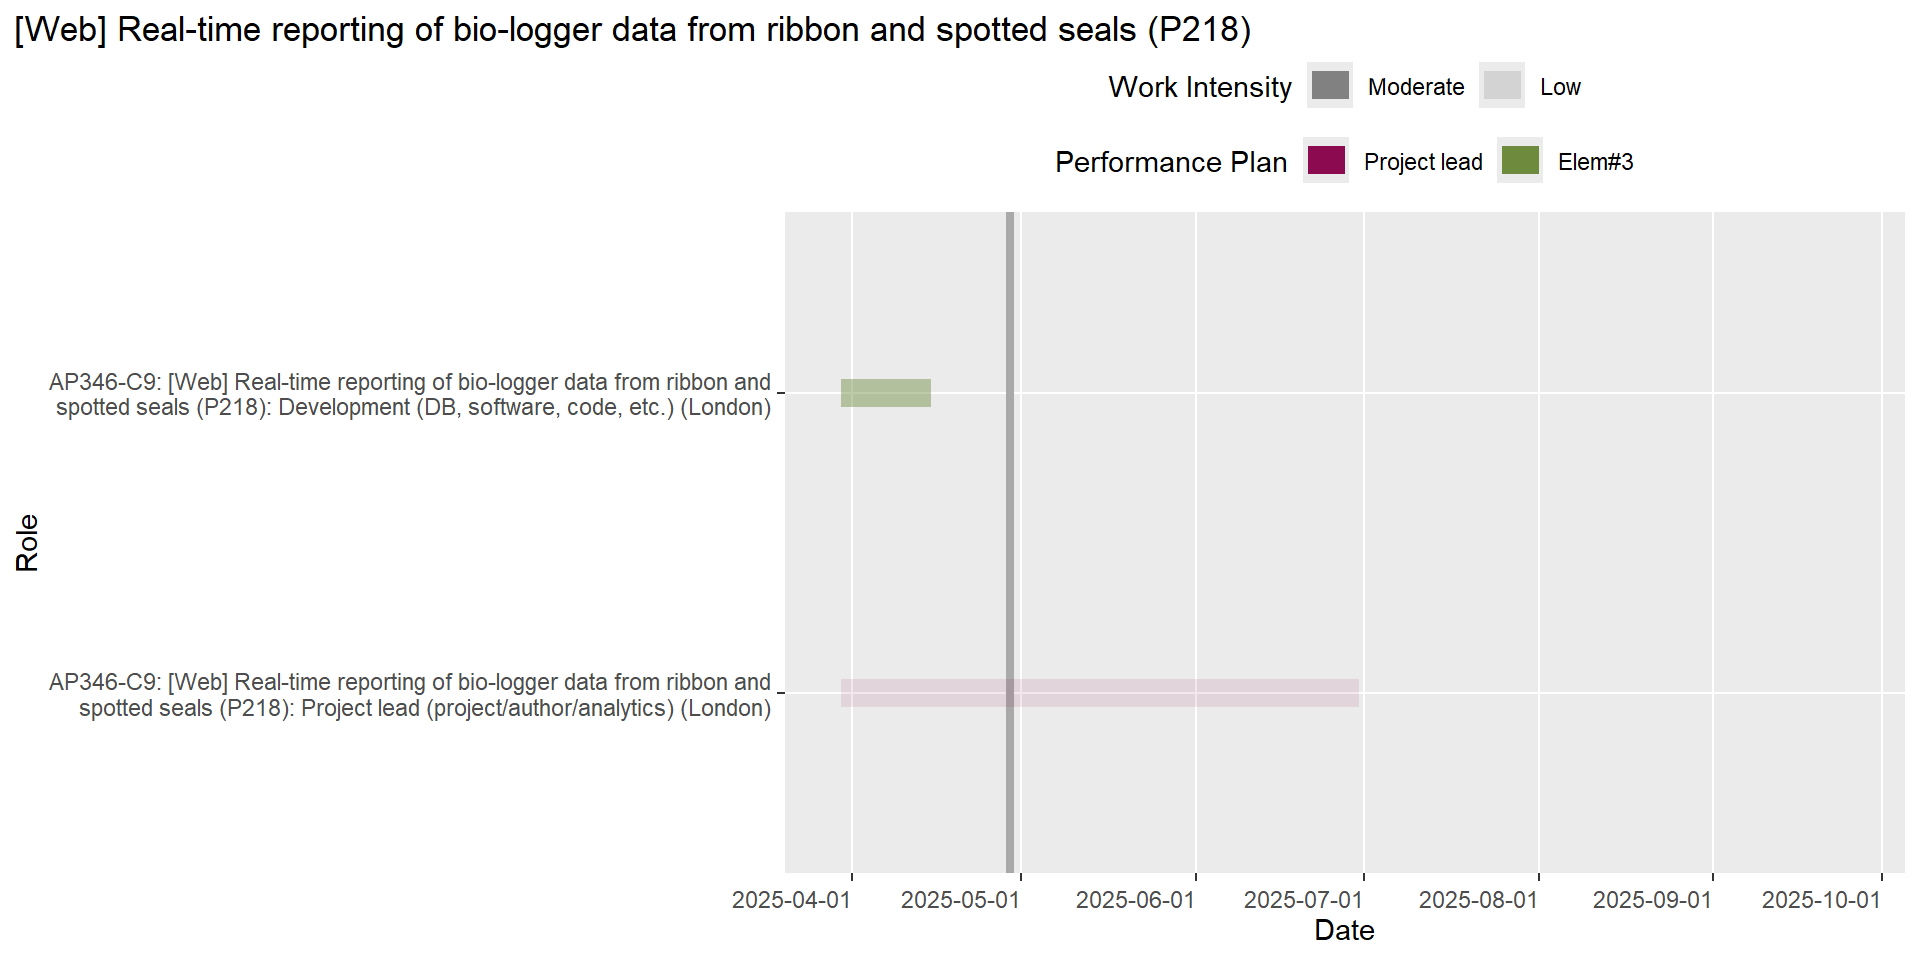 [Web] Real-time reporting of bio-logger data from ribbon and spotted seals (P218)
Work Intensity Moderate Low
Performance Plan Project lead Elem#3
AP346-C9: [Web] Real-time reporting of bio-logger data from ribbon and
spotted seals (P218): Development (DB, software, code, etc.) (London)
Role
AP346-C9: [Web] Real-time reporting of bio-logger data from ribbon and
spotted seals (P218): Project lead (project/author/analytics) (London)
2025-04-01 2025-05-01 2025-06-01 2025-07-01 2025-08-01 2025-09-01 2025-10-01
Date